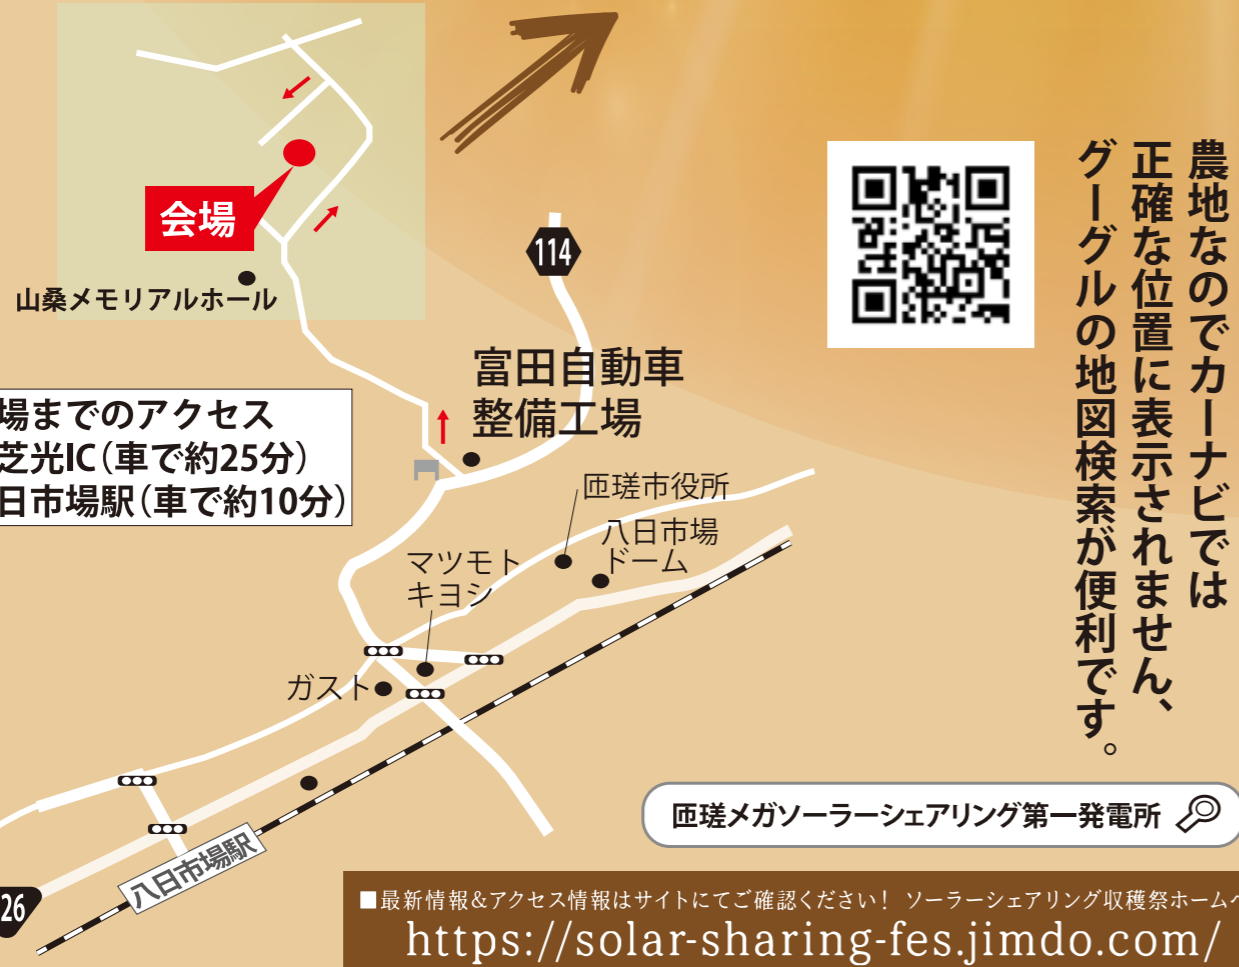 会場
山桑メモリアルホール
114
富田自動車
整備工場
農地なのでカーナビでは
正確な位置に表示されません、
グーグルの地図検索が便利です。
場までのアクセス
芝光IC(車で約25分)
日市場駅(車で約10分)
匝瑳市役所
八日市場
ドーム
マツモト
キヨシ
ガスト
八日市場駅
26
匝瑳メガソーラーシェアリング第一発電所
■最新情報&アクセス情報はサイトにてご確認ください! ソーラーシェアリング収穫祭ホームペ
https://solar-sharing-fes.jimdo.com/